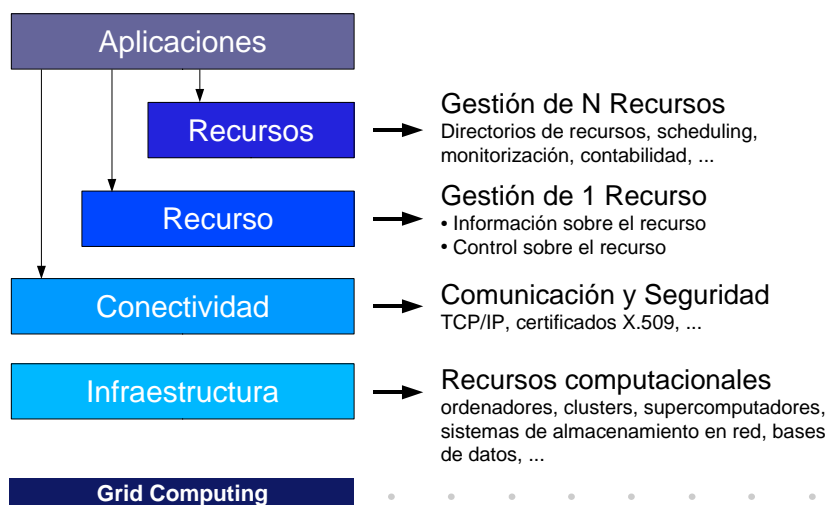 Aplicaciones
Recursos
Gestión de N Recursos
Directorios de recursos, scheduling,
monitorización, contabilidad, ...
Recurso
Gestión de 1 Recurso
• Información sobre el recurso
• Control sobre el recurso
Conectividad
Comunicación y Seguridad
TCP/IP, certificados X.509, ...
Infraestructura
Recursos computacionales
ordenadores, clusters, supercomputadores,
sistemas de almacenamiento en red, bases
de datos, ...
Grid Computing